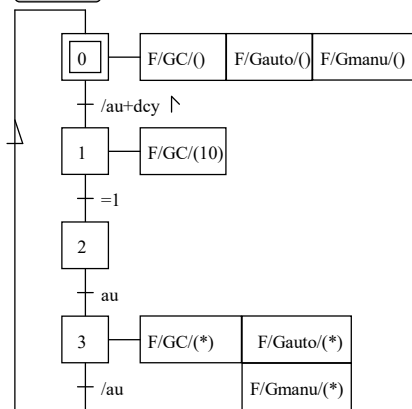 0 F/GC/() F/Gauto/() F/Gmanu/()
/au+dcy
1 F/GC/(10)
=1
2
au
3 F/GC/(*) F/Gauto/(*)
/au F/Gmanu/(*)